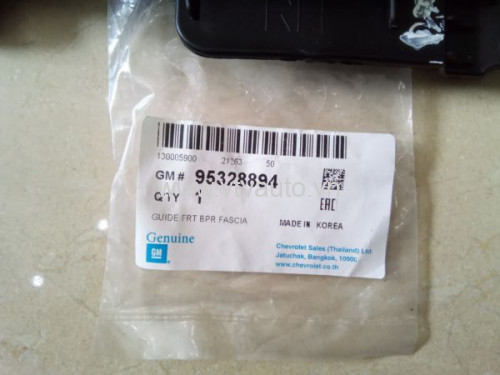 130005900 21363 50
GM # 95328894
QTY 1
GUIDE FRT BPR FASCIA
EAC
MADE IN KOREA
Genuine
GM
Chevrolet Sales (Thailand) Ltd.
Jatuchak, Bangkok, 10900
www.chevrolet.co.th